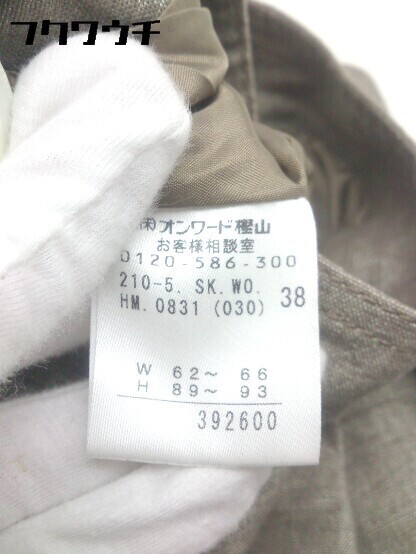 フクワウチ
㈱オンワード樫山
お客様相談室
0120-586-300
210-5. SK.WO.
HM.0831 (030) 38
W 62～ 66
H 89～ 93
392600